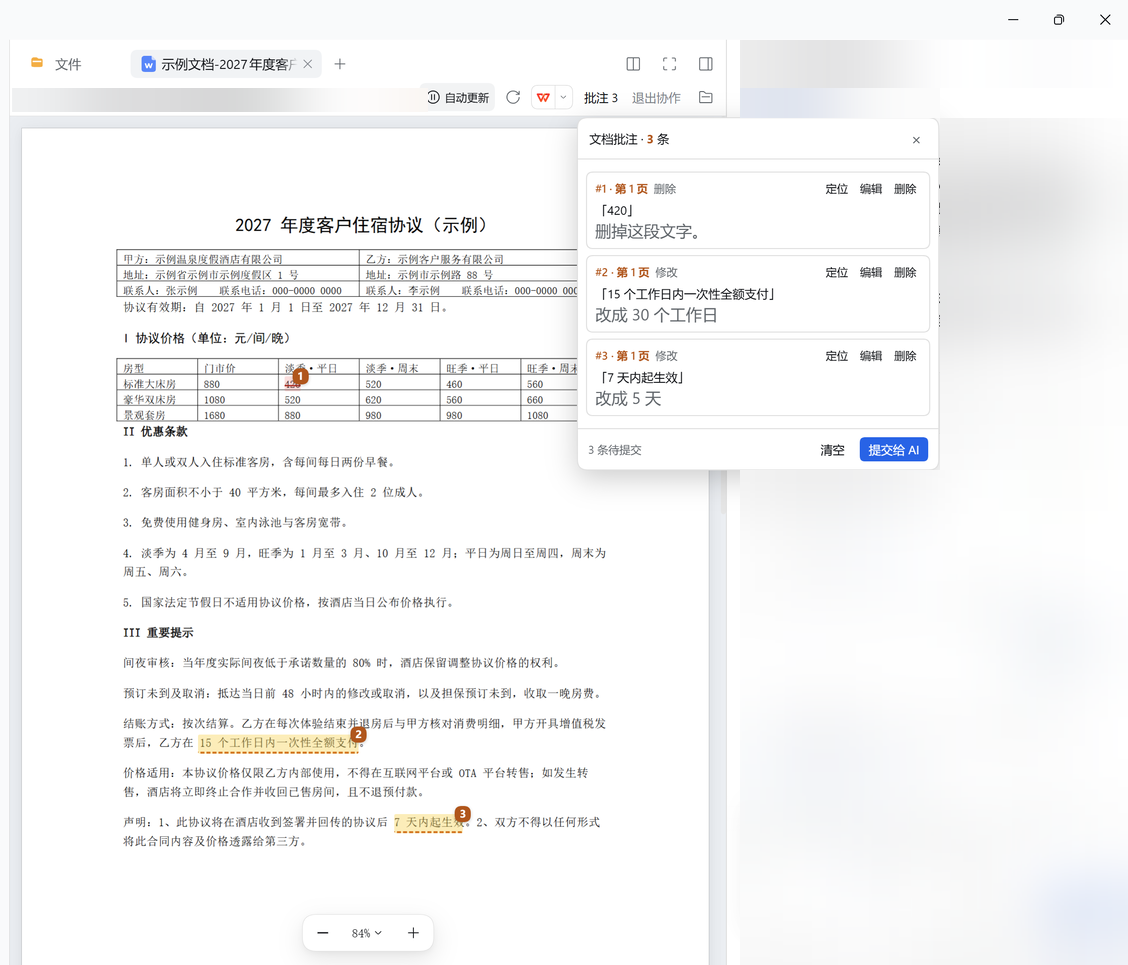 文件
示例文档-2027年度客户
自动更新
批注 3
退出协作
文档批注 · 3 条
#1 · 第 1 页 删除
定位 编辑 删除
「420」
删掉这段文字。
#2 · 第 1 页 修改
定位 编辑 删除
「15 个工作日内一次性全额支付」
改成 30 个工作日
#3 · 第 1 页 修改
定位 编辑 删除
「7 天内起生效」
改成 5 天
3 条待提交
清空
提交给 AI
2027 年度客户住宿协议（示例）
甲方：示例温泉度假酒店有限公司 乙方：示例客户服务有限公司
地址：示例省示例市示例度假区 1 号 地址：示例市示例路 88 号
联系人：张示例 联系电话：000-0000 0000 联系人：李示例 联系电话：000-0000 000
协议有效期：自 2027 年 1 月 1 日至 2027 年 12 月 31 日。
I 协议价格（单位：元/间/晚）
房型 门市价 淡季·平日 淡季·周末 旺季·平日 旺季·周末
标准大床房 880 420 520 460 560
1
豪华双床房 1080 520 620 560 660
景观套房 1680 880 980 980 1080
II 优惠条款
1. 单人或双人入住标准客房，含每间每日两份早餐。
2. 客房面积不小于 40 平方米，每间最多入住 2 位成人。
3. 免费使用健身房、室内泳池与客房宽带。
4. 淡季为 4 月至 9 月，旺季为 1 月至 3 月、10 月至 12 月；平日为周日至周四，周末为
周五、周六。
5. 国家法定节假日不适用协议价格，按酒店当日公布价格执行。
III 重要提示
间夜审核：当年度实际间夜低于承诺数量的 80% 时，酒店保留调整协议价格的权利。
预订未到及取消：抵达当日前 48 小时内的修改或取消，以及担保预订未到，收取一晚房费。
结账方式：按次结算。乙方在每次体验结束并退房后与甲方核对消费明细，甲方开具增值税发
票后，乙方在 15 个工作日内一次性全额支付。
2
价格适用：本协议价格仅限乙方内部使用，不得在互联网平台或 OTA 平台转售；如发生转
售，酒店将立即终止合作并收回已售房间，且不退预付款。
声明：1、此协议将在酒店收到签署并回传的协议后 7 天内起生效。2、双方不得以任何形式
3
将此合同内容及价格透露给第三方。
84%